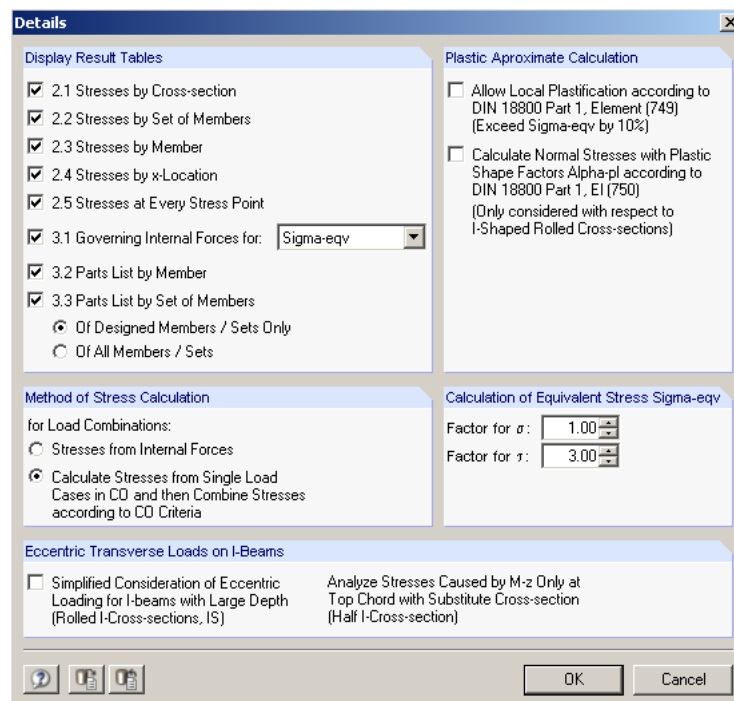 Details
Display Result Tables
2.1 Stresses by Cross-section
2.2 Stresses by Set of Members
2.3 Stresses by Member
2.4 Stresses by x-Location
2.5 Stresses at Every Stress Point
3.1 Governing Internal Forces for: Sigma-eqv
3.2 Parts List by Member
3.3 Parts List by Set of Members
Of Designed Members / Sets Only
Of All Members / Sets
Plastic Aproximate Calculation
Allow Local Plastification according to
DIN 18800 Part 1, Element (749)
(Exceed Sigma-eqv by 10%)
Calculate Normal Stresses with Plastic
Shape Factors Alpha-pl according to
DIN 18800 Part 1, El (750)
(Only considered with respect to
I-Shaped Rolled Cross-sections)
Method of Stress Calculation
for Load Combinations:
Stresses from Internal Forces
Calculate Stresses from Single Load
Cases in CO and then Combine Stresses
according to CO Criteria
Calculation of Equivalent Stress Sigma-eqv
Factor for σ: 1.00
Factor for τ: 3.00
Eccentric Transverse Loads on I-Beams
Simplified Consideration of Eccentric
Loading for I-beams with Large Depth
(Rolled I-Cross-sections, IS)
Analyze Stresses Caused by M-z Only at
Top Chord with Substitute Cross-section
(Half I-Cross-section)
OK
Cancel